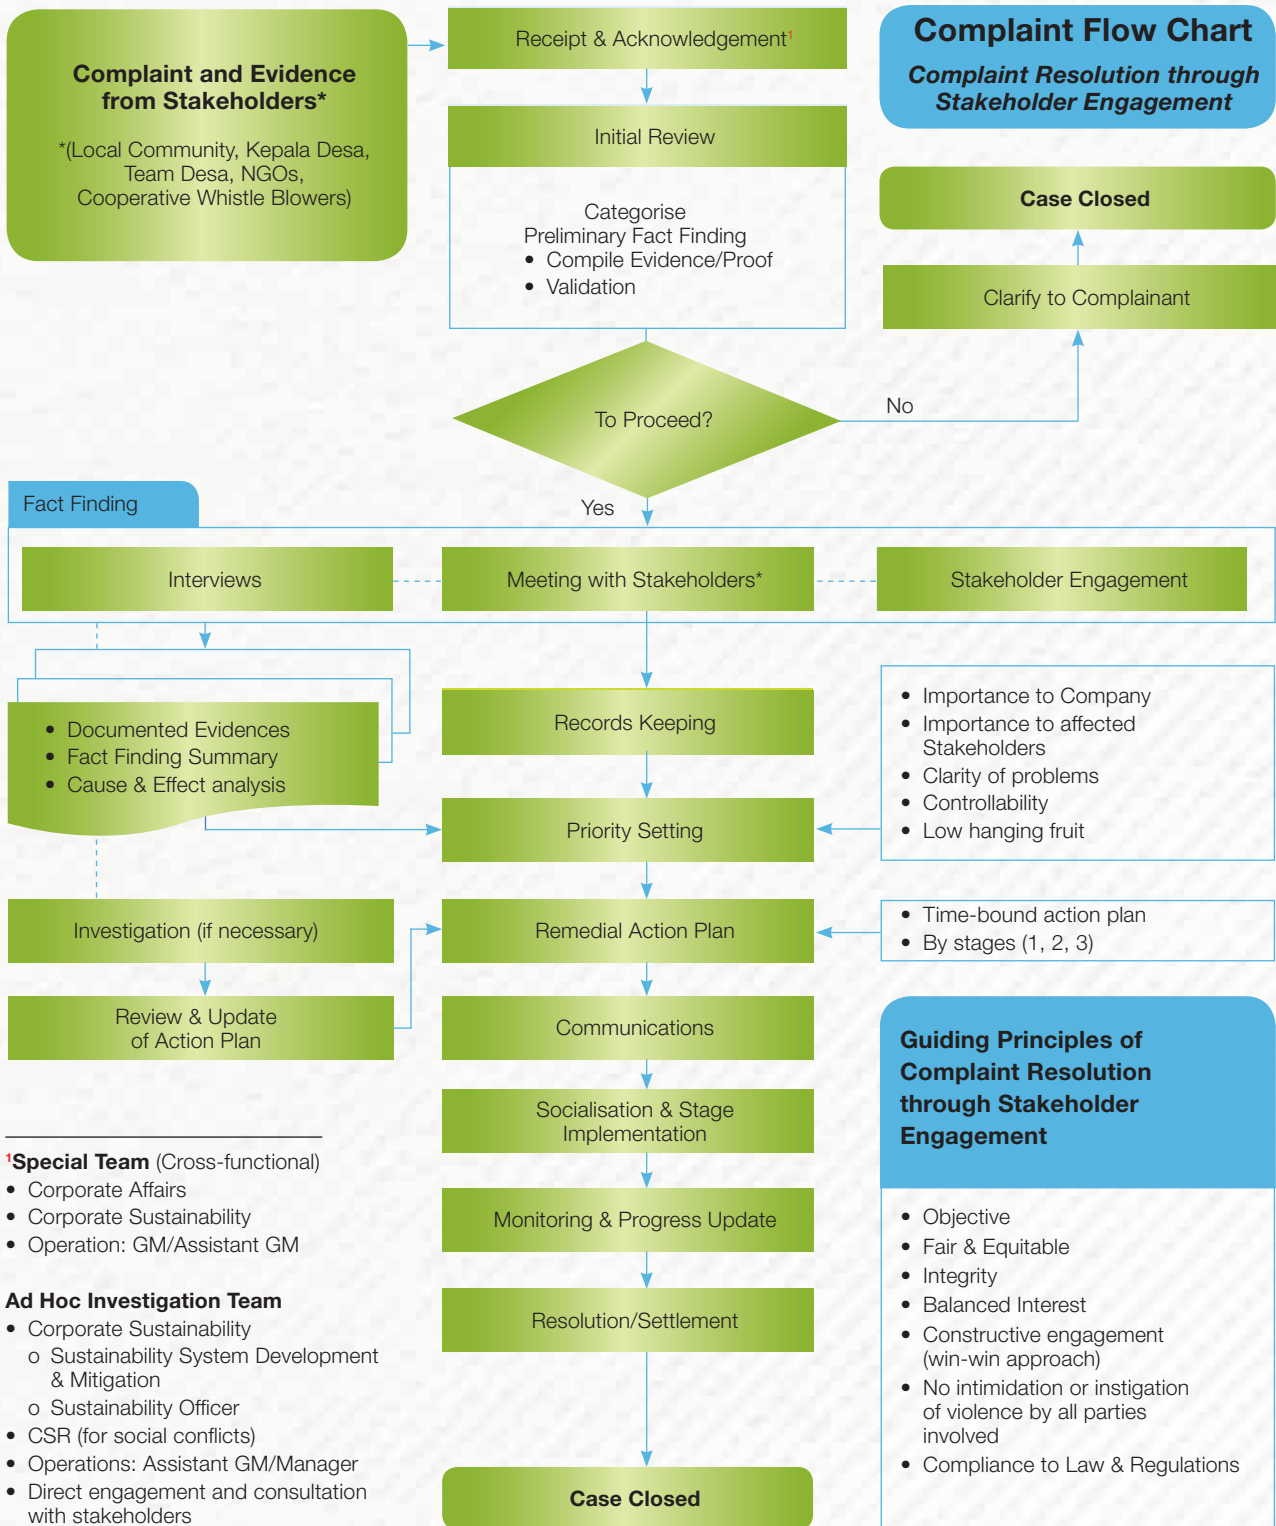 Complaint and Evidence
from Stakeholders*
*(Local Community, Kepala Desa,
Team Desa, NGOs,
Cooperative Whistle Blowers)
Receipt & Acknowledgement¹
Initial Review
Categorise
Preliminary Fact Finding
• Compile Evidence/Proof
• Validation
Complaint Flow Chart
Complaint Resolution through
Stakeholder Engagement
Case Closed
Clarify to Complainant
To Proceed?
No
Yes
Fact Finding
Interviews
Meeting with Stakeholders*
Stakeholder Engagement
• Documented Evidences
• Fact Finding Summary
• Cause & Effect analysis
Records Keeping
• Importance to Company
• Importance to affected
Stakeholders
• Clarity of problems
• Controllability
• Low hanging fruit
Priority Setting
Investigation (if necessary)
Remedial Action Plan
• Time-bound action plan
• By stages (1, 2, 3)
Review & Update
of Action Plan
Communications
Socialisation & Stage
Implementation
Monitoring & Progress Update
Resolution/Settlement
Case Closed
¹Special Team (Cross-functional)
• Corporate Affairs
• Corporate Sustainability
• Operation: GM/Assistant GM
Ad Hoc Investigation Team
• Corporate Sustainability
o Sustainability System Development
& Mitigation
o Sustainability Officer
• CSR (for social conflicts)
• Operations: Assistant GM/Manager
• Direct engagement and consultation
with stakeholders
Guiding Principles of
Complaint Resolution
through Stakeholder
Engagement
• Objective
• Fair & Equitable
• Integrity
• Balanced Interest
• Constructive engagement
(win-win approach)
• No intimidation or instigation
of violence by all parties
involved
• Compliance to Law & Regulations